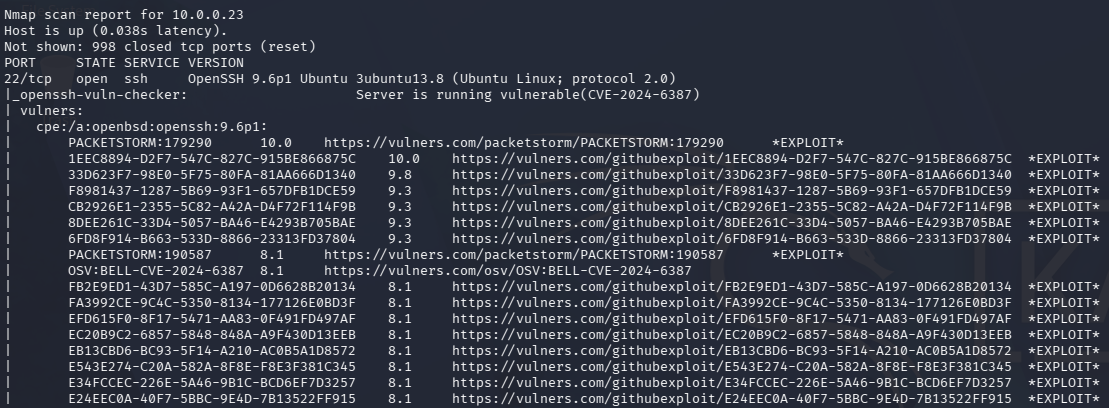 Nmap scan report for 10.0.0.23
Host is up (0.038s latency).
Not shown: 998 closed tcp ports (reset)
PORT STATE SERVICE VERSION
22/tcp open ssh OpenSSH 9.6p1 Ubuntu 3ubuntu13.8 (Ubuntu Linux; protocol 2.0)
|_openssh-vuln-checker: Server is running vulnerable(CVE-2024-6387)
| vulners:
| cpe:/a:openbsd:openssh:9.6p1:
| PACKETSTORM:179290 10.0 https://vulners.com/packetstorm/PACKETSTORM:179290 *EXPLOIT*
| 1EEC8894-D2F7-547C-827C-915BE866875C 10.0 https://vulners.com/githubexploit/1EEC8894-D2F7-547C-827C-915BE866875C *EXPLOIT*
| 33D623F7-98E0-5F75-80FA-81AA666D1340 9.8 https://vulners.com/githubexploit/33D623F7-98E0-5F75-80FA-81AA666D1340 *EXPLOIT*
| F8981437-1287-5B69-93F1-657DFB1DCE59 9.3 https://vulners.com/githubexploit/F8981437-1287-5B69-93F1-657DFB1DCE59 *EXPLOIT*
| CB2926E1-2355-5C82-A42A-D4F72F114F9B 9.3 https://vulners.com/githubexploit/CB2926E1-2355-5C82-A42A-D4F72F114F9B *EXPLOIT*
| 8DEE261C-33D4-5057-BA46-E4293B705BAE 9.3 https://vulners.com/githubexploit/8DEE261C-33D4-5057-BA46-E4293B705BAE *EXPLOIT*
| 6FD8F914-B663-533D-8866-23313FD37804 9.3 https://vulners.com/githubexploit/6FD8F914-B663-533D-8866-23313FD37804 *EXPLOIT*
| PACKETSTORM:190587 8.1 https://vulners.com/packetstorm/PACKETSTORM:190587 *EXPLOIT*
| OSV:BELL-CVE-2024-6387 8.1 https://vulners.com/osv/OSV:BELL-CVE-2024-6387
| FB2E9ED1-43D7-585C-A197-0D6628B20134 8.1 https://vulners.com/githubexploit/FB2E9ED1-43D7-585C-A197-0D6628B20134 *EXPLOIT*
| FA3992CE-9C4C-5350-8134-177126E0BD3F 8.1 https://vulners.com/githubexploit/FA3992CE-9C4C-5350-8134-177126E0BD3F *EXPLOIT*
| EFD615F0-8F17-5471-AA83-0F491FD497AF 8.1 https://vulners.com/githubexploit/EFD615F0-8F17-5471-AA83-0F491FD497AF *EXPLOIT*
| EC20B9C2-6857-5848-848A-A9F430D13EEB 8.1 https://vulners.com/githubexploit/EC20B9C2-6857-5848-848A-A9F430D13EEB *EXPLOIT*
| EB13CBD6-BC93-5F14-A210-AC0B5A1D8572 8.1 https://vulners.com/githubexploit/EB13CBD6-BC93-5F14-A210-AC0B5A1D8572 *EXPLOIT*
| E543E274-C20A-582A-8F8E-F8E3F381C345 8.1 https://vulners.com/githubexploit/E543E274-C20A-582A-8F8E-F8E3F381C345 *EXPLOIT*
| E34FCCEC-226E-5A46-9B1C-BCD6EF7D3257 8.1 https://vulners.com/githubexploit/E34FCCEC-226E-5A46-9B1C-BCD6EF7D3257 *EXPLOIT*
| E24EEC0A-40F7-5BBC-9E4D-7B13522FF915 8.1 https://vulners.com/githubexploit/E24EEC0A-40F7-5BBC-9E4D-7B13522FF915 *EXPLOIT*